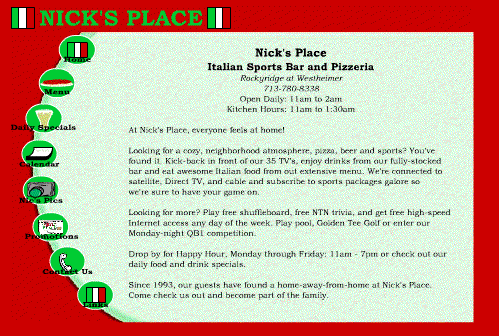 NICK'S PLACE
Home
Menu
Daily Specials
Calendar
Nic's Pics
Promotions
Contact Us
Links
Nick's Place
Italian Sports Bar and Pizzeria
Rockyridge at Westheimer
713-780-8338
Open Daily: 11am to 2am
Kitchen Hours: 11am to 1:30am
At Nick's Place, everyone feels at home!
Looking for a cozy, neighborhood atmosphere, pizza, beer and sports? You've
found it. Kick-back in front of our 35 TV's, enjoy drinks from our fully-stocked
bar and eat awesome Italian food from out extensive menu. We're connected to
satellite, Direct TV, and cable and subscribe to sports packages galore so
we're sure to have your game on.
Looking for more? Play free shuffleboard, free NTN trivia, and get free high-speed
Internet access any day of the week. Play pool, Golden Tee Golf or enter our
Monday-night QB1 competition.
Drop by for Happy Hour, Monday through Friday: 11am - 7pm or check out our
daily food and drink specials.
Since 1993, our guests have found a home-away-from-home at Nick's Place.
Come check us out and become part of the family.